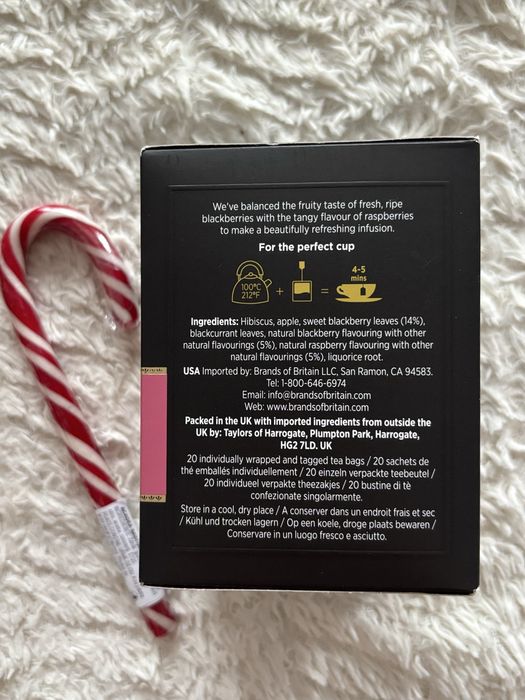 We've balanced the fruity taste of fresh, ripe
blackberries with the tangy flavour of raspberries
to make a beautifully refreshing infusion.
For the perfect cup
4-5
mins
100°C
212°F
+
=
Ingredients: Hibiscus, apple, sweet blackberry leaves (14%),
blackcurrant leaves, natural blackberry flavouring with other
natural flavourings (5%), natural raspberry flavouring with other
natural flavourings (5%), liquorice root.
USA Imported by: Brands of Britain LLC, San Ramon, CA 94583.
Tel: 1-800-646-6974
Email: info@brandsofbritain.com
Web: www.brandsofbritain.com
Packed in the UK with imported ingredients from outside the
UK by: Taylors of Harrogate, Plumpton Park, Harrogate,
HG2 7LD. UK
20 individually wrapped and tagged tea bags / 20 sachets de
thé emballés individuellement / 20 einzeln verpackte teebeutel /
20 individueel verpakte theezakjes / 20 bustine di tè
confezionate singolarmente.
Store in a cool, dry place / A conserver dans un endroit frais et sec
/ Kühl und trocken lagern / Op een koele, droge plaats bewaren /
Conservare in un luogo fresco e asciutto.